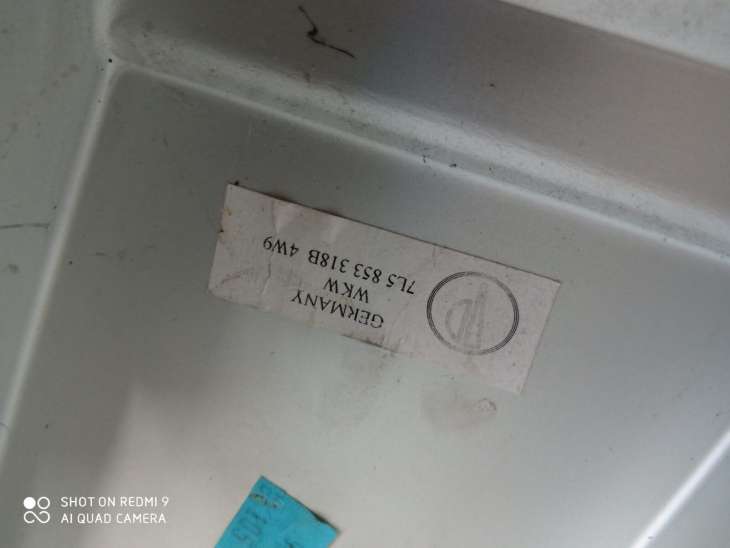 GERMANY
WKW
7L5 853 318B 4W9
SHOT ON REDMI 9
AI QUAD CAMERA